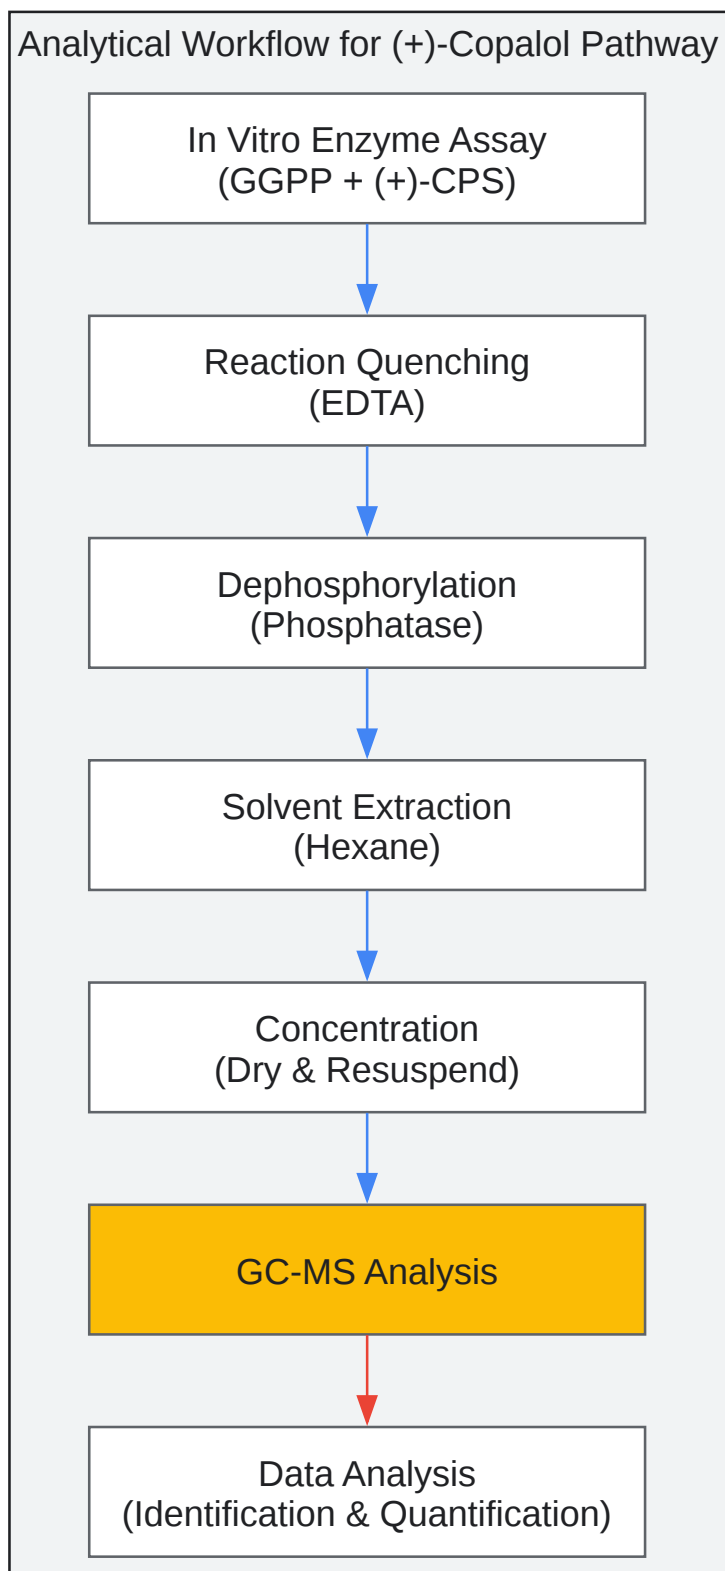 Analytical Workflow for (+)-Copalol Pathway
In Vitro Enzyme Assay
(GGPP + (+)-CPS)
Reaction Quenching
(EDTA)
Dephosphorylation
(Phosphatase)
Solvent Extraction
(Hexane)
Concentration
(Dry & Resuspend)
GC-MS Analysis
Data Analysis
(Identification & Quantification)